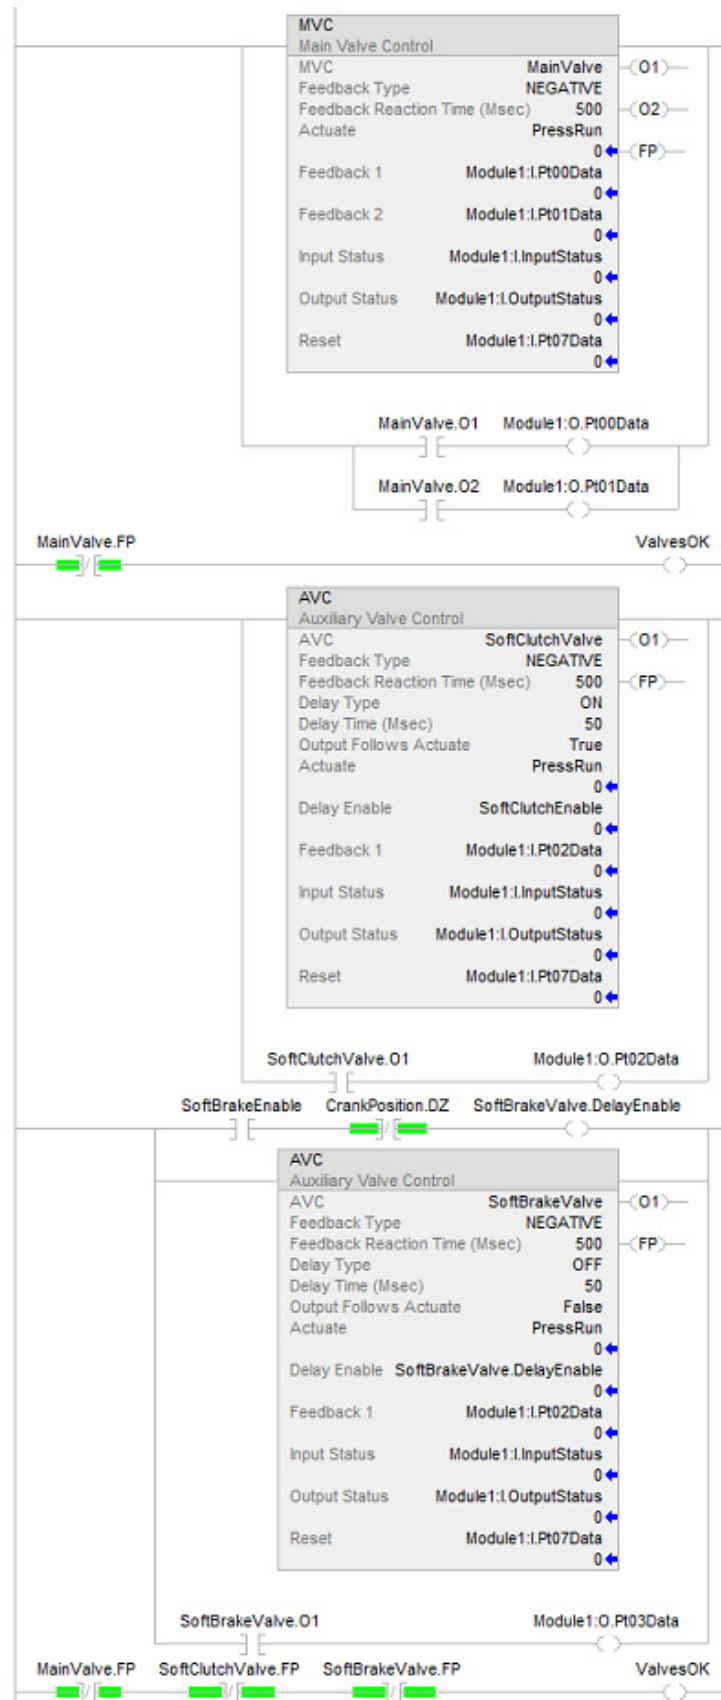 MVC
Main Valve Control
MVC MainValve (O1)
Feedback Type NEGATIVE
Feedback Reaction Time (Msec) 500 (O2)
Actuate PressRun
0 (FP)
Feedback 1 Module1:I.Pt00Data
0
Feedback 2 Module1:I.Pt01Data
0
Input Status Module1:I.InputStatus
0
Output Status Module1:I.OutputStatus
0
Reset Module1:I.Pt07Data
0
MainValve.O1 Module1:O.Pt00Data
MainValve.O2 Module1:O.Pt01Data
MainValve.FP ValvesOK
AVC
Auxiliary Valve Control
AVC SoftClutchValve (O1)
Feedback Type NEGATIVE
Feedback Reaction Time (Msec) 500 (FP)
Delay Type ON
Delay Time (Msec) 50
Output Follows Actuate True
Actuate PressRun
0
Delay Enable SoftClutchEnable
0
Feedback 1 Module1:I.Pt02Data
0
Input Status Module1:I.InputStatus
0
Output Status Module1:I.OutputStatus
0
Reset Module1:I.Pt07Data
0
SoftClutchValve.O1 Module1:O.Pt02Data
SoftBrakeEnable CrankPosition.DZ SoftBrakeValve.DelayEnable
AVC
Auxiliary Valve Control
AVC SoftBrakeValve (O1)
Feedback Type NEGATIVE
Feedback Reaction Time (Msec) 500 (FP)
Delay Type OFF
Delay Time (Msec) 50
Output Follows Actuate False
Actuate PressRun
0
Delay Enable SoftBrakeValve.DelayEnable
0
Feedback 1 Module1:I.Pt02Data
0
Input Status Module1:I.InputStatus
0
Output Status Module1:I.OutputStatus
0
Reset Module1:I.Pt07Data
0
SoftBrakeValve.O1 Module1:O.Pt03Data
MainValve.FP SoftClutchValve.FP SoftBrakeValve.FP ValvesOK